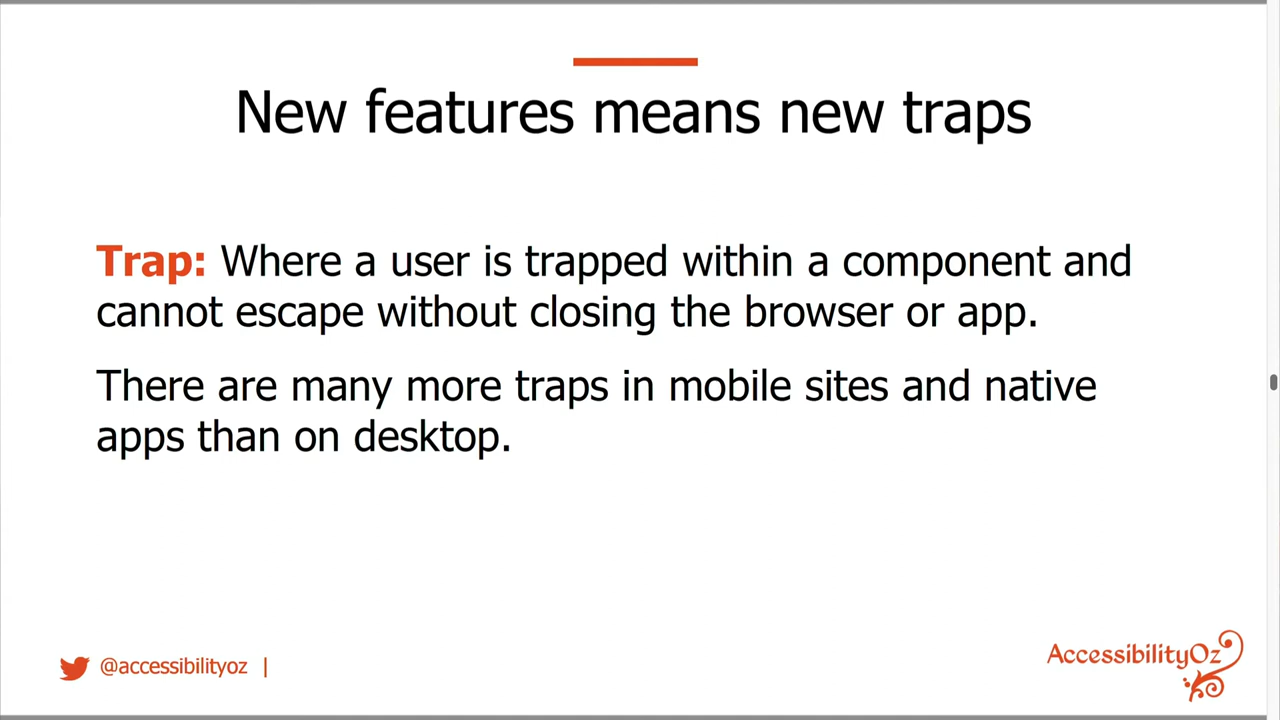 New features means new traps
Trap: Where a user is trapped within a component and
cannot escape without closing the browser or app.
There are many more traps in mobile sites and native
apps than on desktop.
@accessibilityoz |
AccessibilityOz